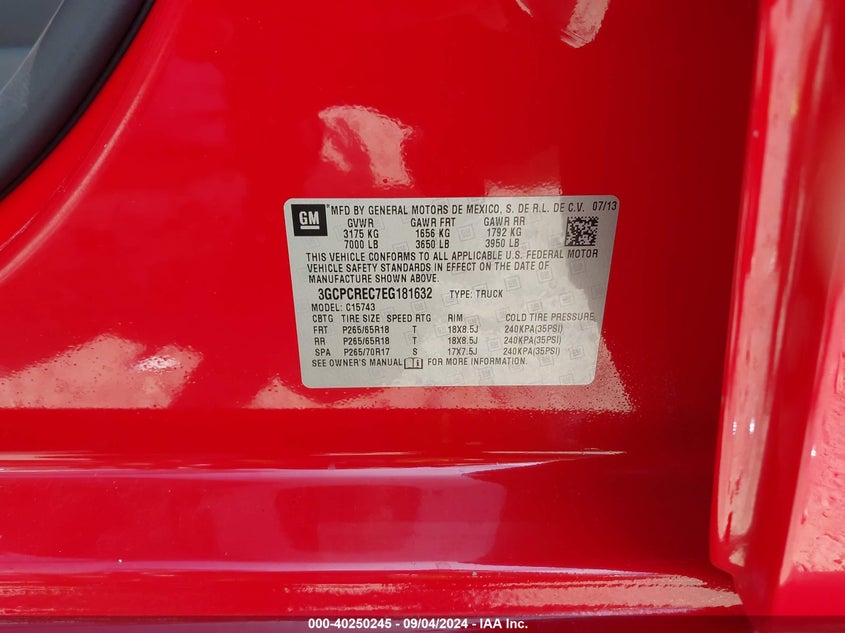 GM
*MFD BY GENERAL MOTORS DE MEXICO, S. DE R.L. DE C.V. 07/13
GVWR GAWR FRT GAWR RR
3175 KG 1656 KG 1792 KG
7000 LB 3650 LB 3950 LB
THIS VEHICLE CONFORMS TO ALL APPLICABLE U.S. FEDERAL MOTOR
VEHICLE SAFETY STANDARDS IN EFFECT ON THE DATE OF
MANUFACTURE SHOWN ABOVE.
3GCPCREC7EG181632 TYPE: TRUCK
MODEL: C15743
CBTG TIRE SIZE SPEED RTG RIM COLD TIRE PRESSURE
FRT P265/65R18 T 18X8.5J 240KPA(35PSI)
RR P265/65R18 T 18X8.5J 240KPA(35PSI)
SPA P265/70R17 S 17X7.5J 240KPA(35PSI)
SEE OWNER'S MANUAL FOR MORE INFORMATION.
000-40250245 - 09/04/2024 - IAA Inc.